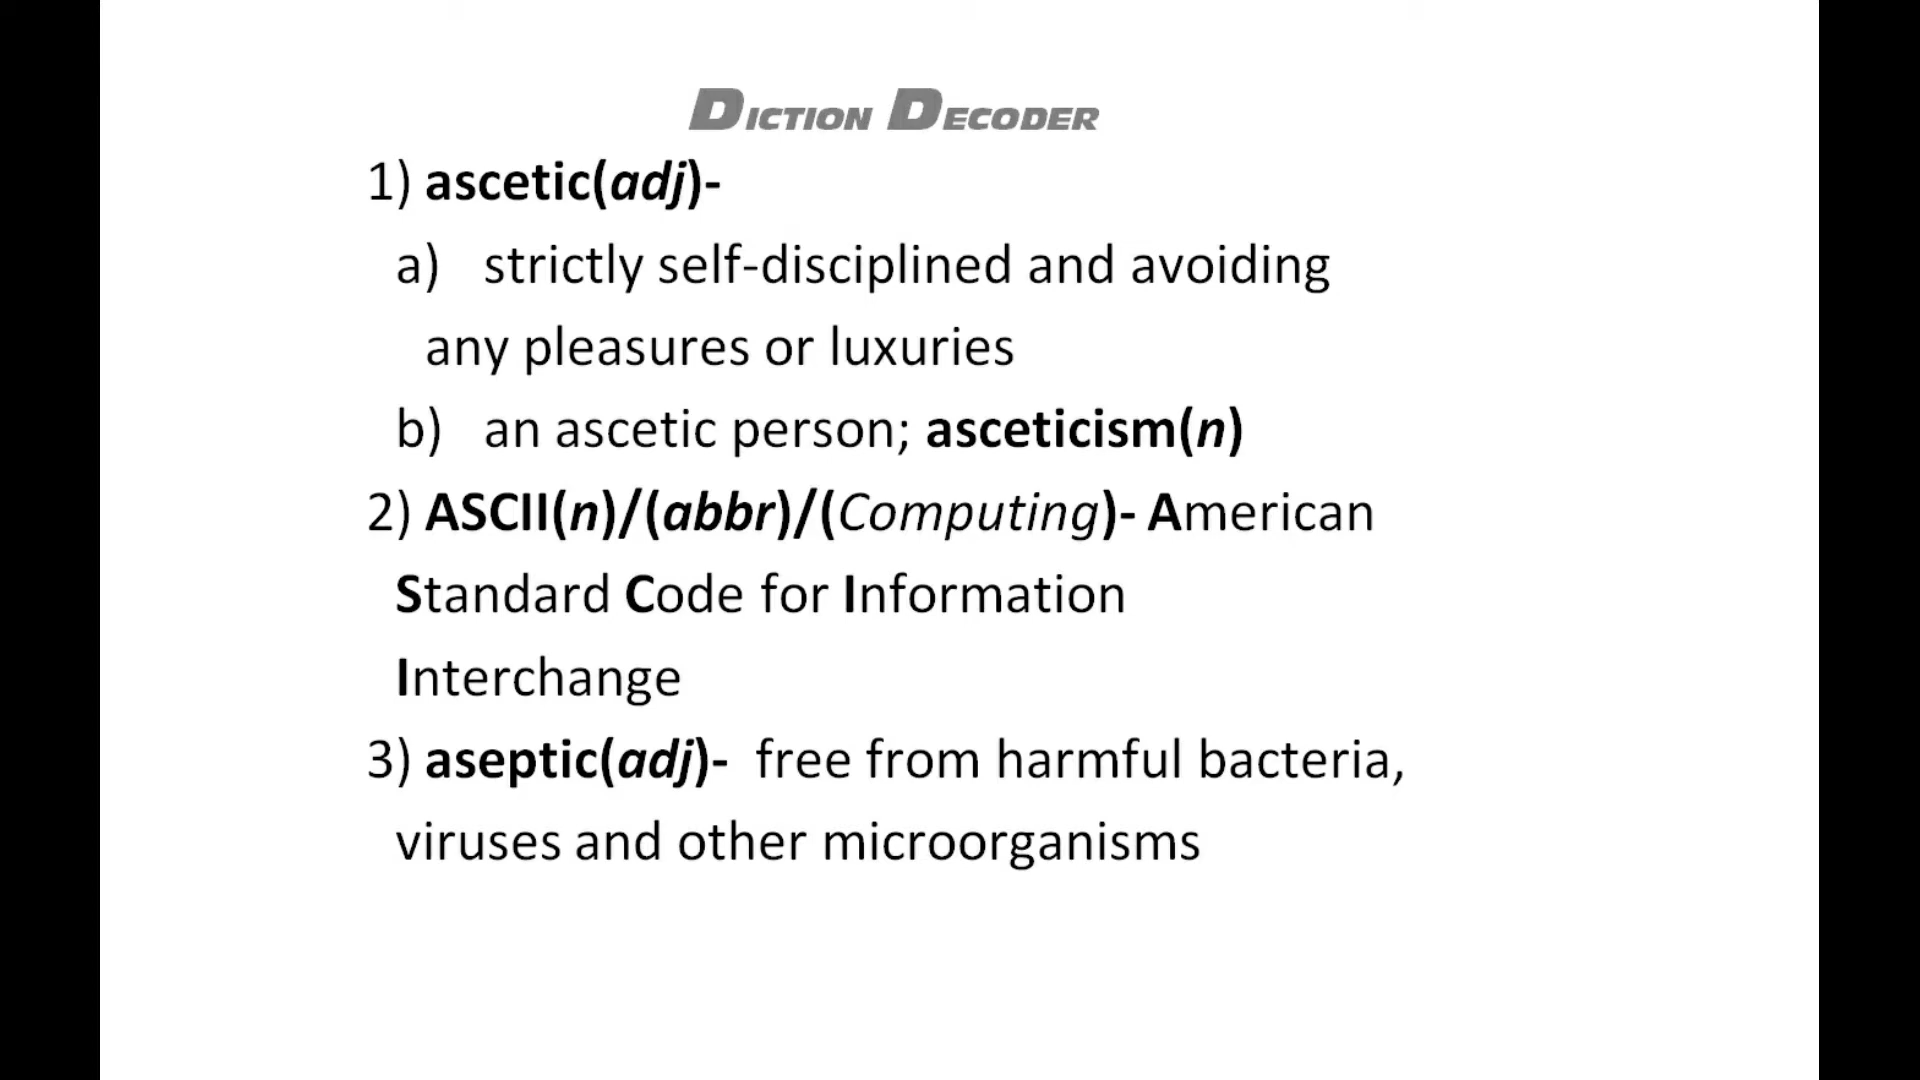 DICTION DECODER
1) ascetic(adj)-
a) strictly self-disciplined and avoiding
any pleasures or luxuries
b) an ascetic person; asceticism(n)
2) ASCII(n)/(abbr)/(Computing)- American
Standard Code for Information
Interchange
3) aseptic(adj)- free from harmful bacteria,
viruses and other microorganisms